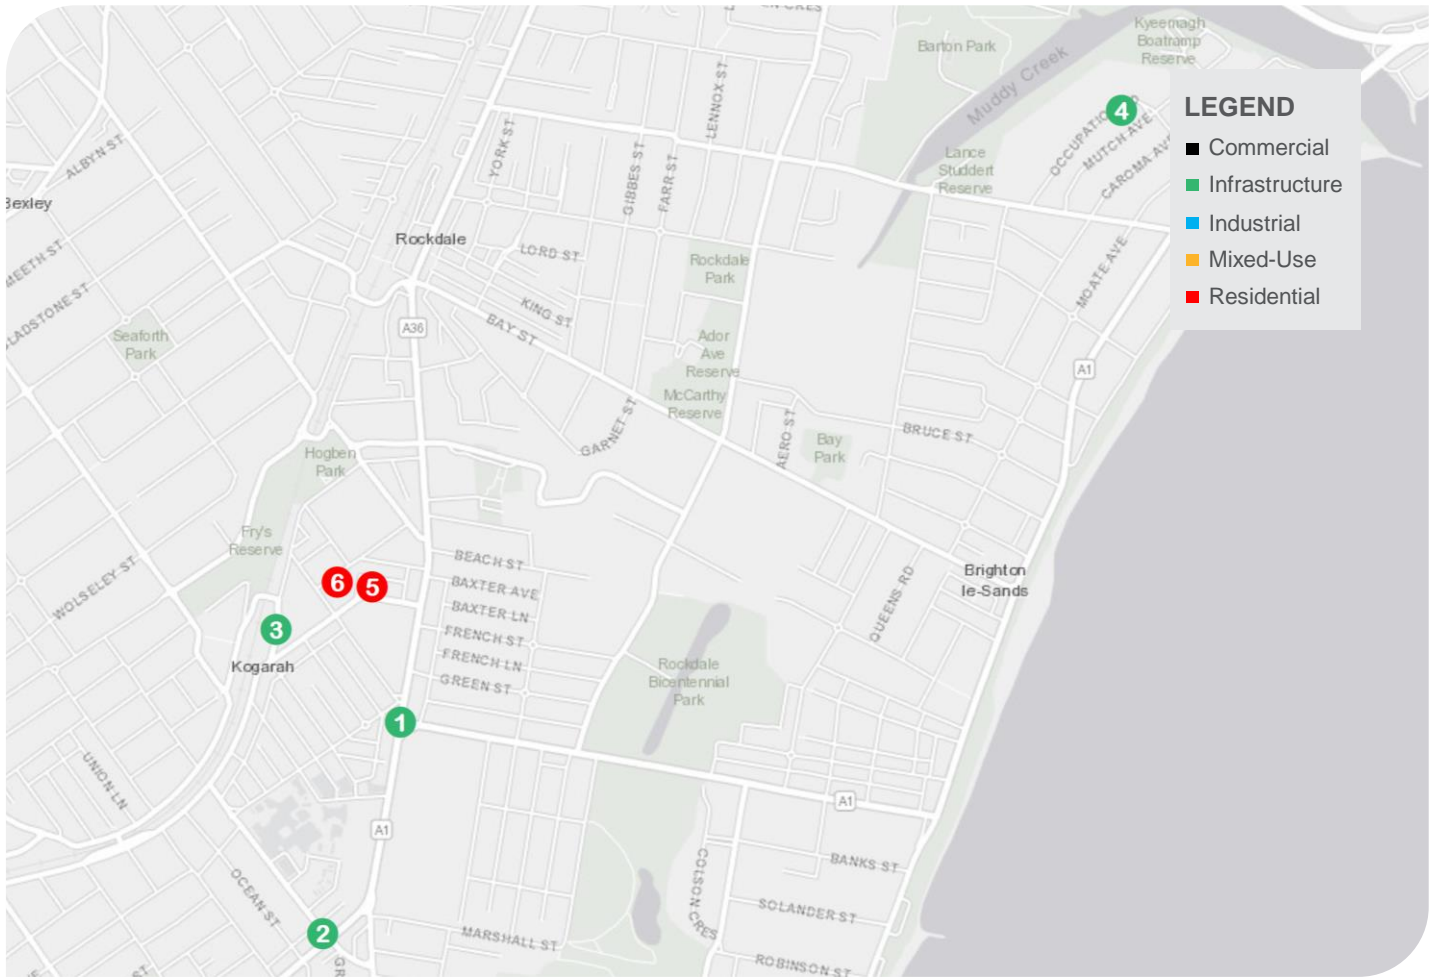 Kyeemagh
Boatramp
Reserve
Barton Park
Muddy Creek
LEGEND
Commercial
Infrastructure
Industrial
Mixed-Use
Residential
4
MUTCH AVE
CAROMA AVE
Lance
Studdert
Reserve
LENNOX ST
YORK ST
GIBBES ST
FARR ST
ALBYN ST
Bexley
Rockdale
LORD ST
KING ST
BAY ST
Rockdale
Park
MOATE AVE
A36
Seaforth
Park
Ador
Ave
Reserve
McCarthy
Reserve
A1
GARNET ST
AERO ST
Bay
Park
BRUCE ST
Hogben
Park
Fry's
Reserve
WOLSELEY ST
BEACH ST
BAXTER AVE
BAXTER LN
FRENCH ST
FRENCH LN
GREEN ST
6
5
3
Kogarah
QUEENS RD
Brighton
le-Sands
Rockdale
Bicentennial
Park
1
UNION LN
A1
A1
OCEAN ST
COLSON CRES
BANKS ST
SOLANDER ST
ROBINSON ST
MARSHALL ST
2